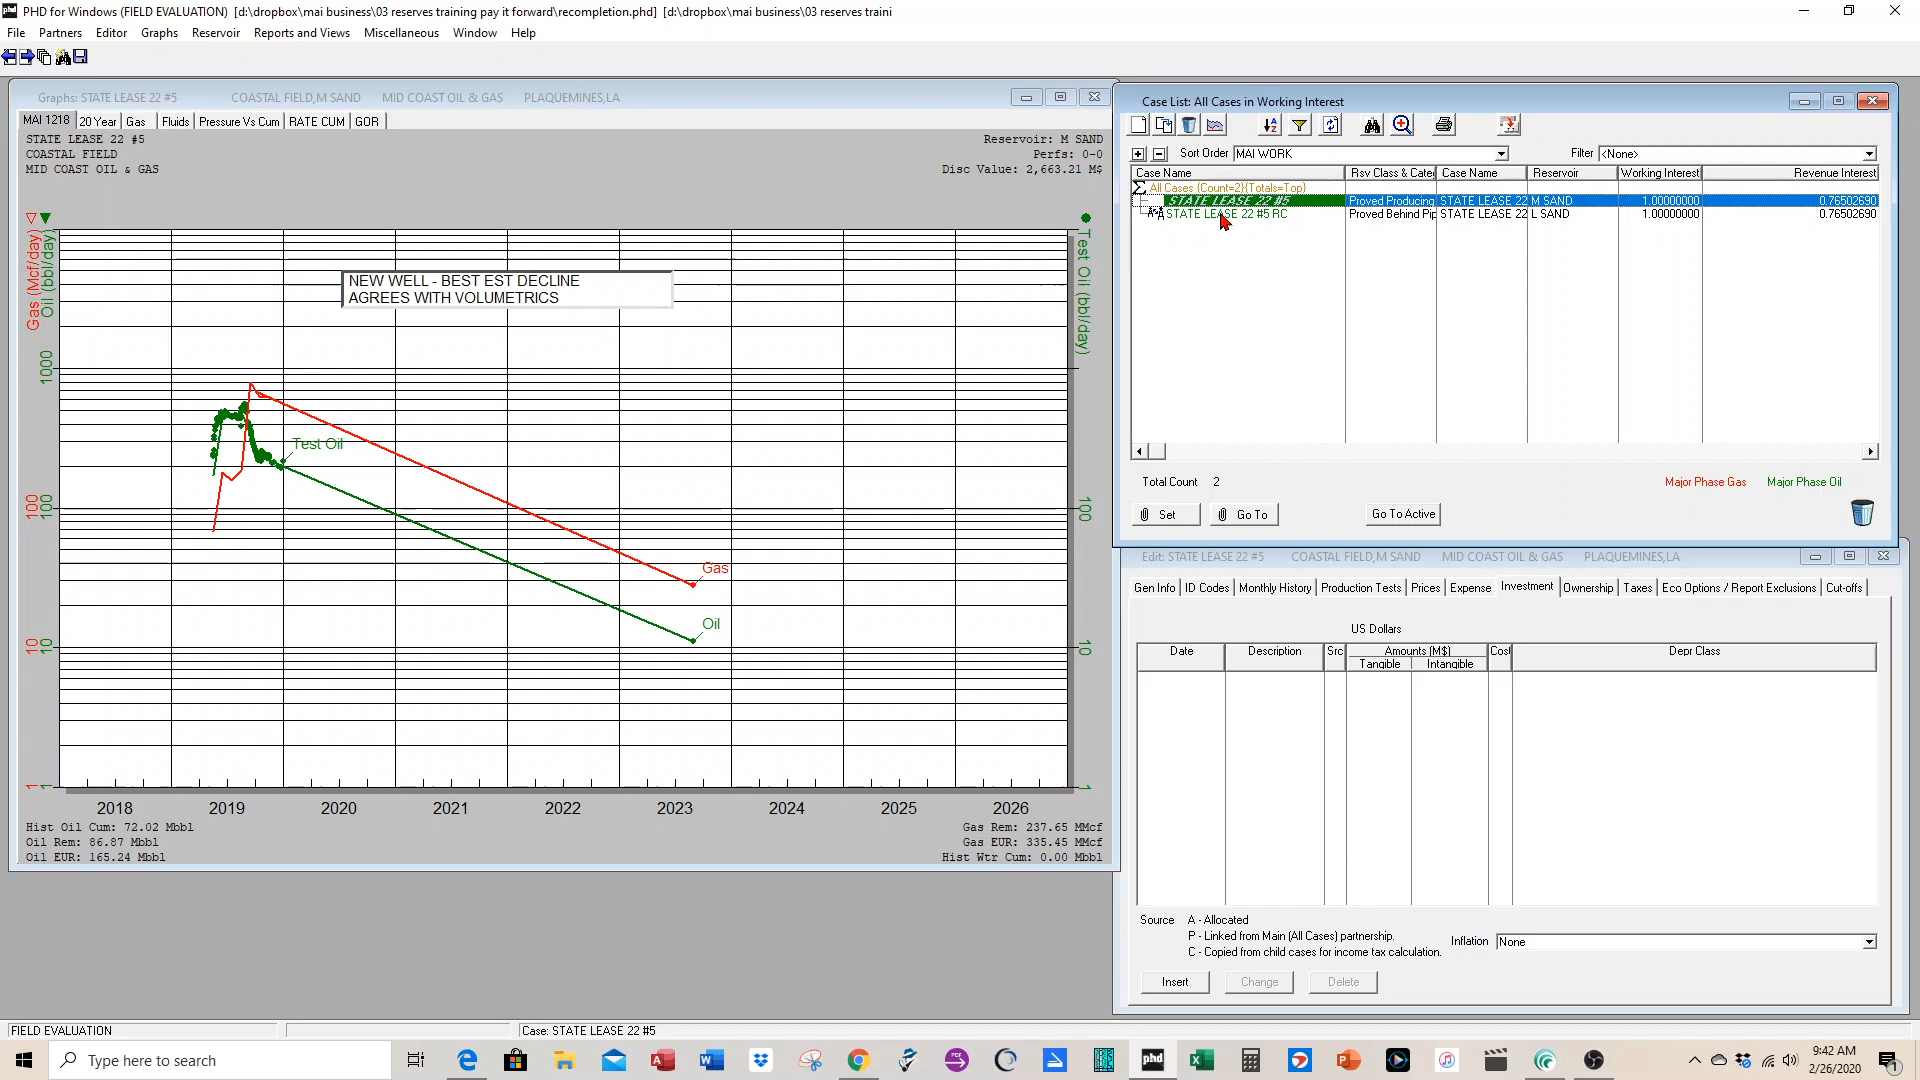 PHD for Windows (FIELD EVALUATION) [d:\dropbox\mai business\03 reserves training pay it forward\recompletion.phd] [d:\dropbox\mai business\03 reserves traini
File Partners Editor Graphs Reservoir Reports and Views Miscellaneous Window Help
Graphs: STATE LEASE 22 #5 COASTAL FIELD,M SAND MID COAST OIL & GAS PLAQUEMINES,LA
MAI 1218 20 Year Gas Fluids Pressure Vs Cum RATE CUM GOR
STATE LEASE 22 #5
COASTAL FIELD
MID COAST OIL & GAS
Reservoir: M SAND
Perfs: 0-0
Disc Value: 2,663.21 M$
Gas (Mcf/day)
Oil (bbl/day)
Test Oil (bbl/day)
NEW WELL - BEST EST DECLINE
AGREES WITH VOLUMETRICS
1000
100 100 100
10 10 10
1 1 1
Test Oil
Gas
Oil
2018 2019 2020 2021 2022 2023 2024 2025 2026
Hist Oil Cum: 72.02 Mbbl
Oil Rem: 86.87 Mbbl
Oil EUR: 165.24 Mbbl
Gas Rem: 237.65 MMcf
Gas EUR: 335.45 MMcf
Hist Wtr Cum: 0.00 Mbbl
Case List: All Cases in Working Interest
Sort Order MAI WORK Filter <None>
Case Name Rsv Class & Cate Case Name Reservoir Working Interest Revenue Interest
All Cases {Count=2}{Totals=Top}
STATE LEASE 22 #5 Proved Producing STATE LEASE 22 M SAND 1.00000000 0.76502690
STATE LEASE 22 #5 RC Proved Behind Pip STATE LEASE 22 L SAND 1.00000000 0.76502690
Total Count 2 Major Phase Gas Major Phase Oil
Set Go To Go To Active
Edit: STATE LEASE 22 #5 COASTAL FIELD,M SAND MID COAST OIL & GAS PLAQUEMINES,LA
Gen Info ID Codes Monthly History Production Tests Prices Expense Investment Ownership Taxes Eco Options / Report Exclusions Cut-offs
US Dollars
Date Description Src Amounts (M$) Cost Depr Class
Tangible Intangible
Source A - Allocated
P - Linked from Main (All Cases) partnership.
C - Copied from child cases for income tax calculation.
Inflation None
Insert Change Delete
FIELD EVALUATION Case: STATE LEASE 22 #5
Type here to search
phd
9:42 AM
2/26/2020